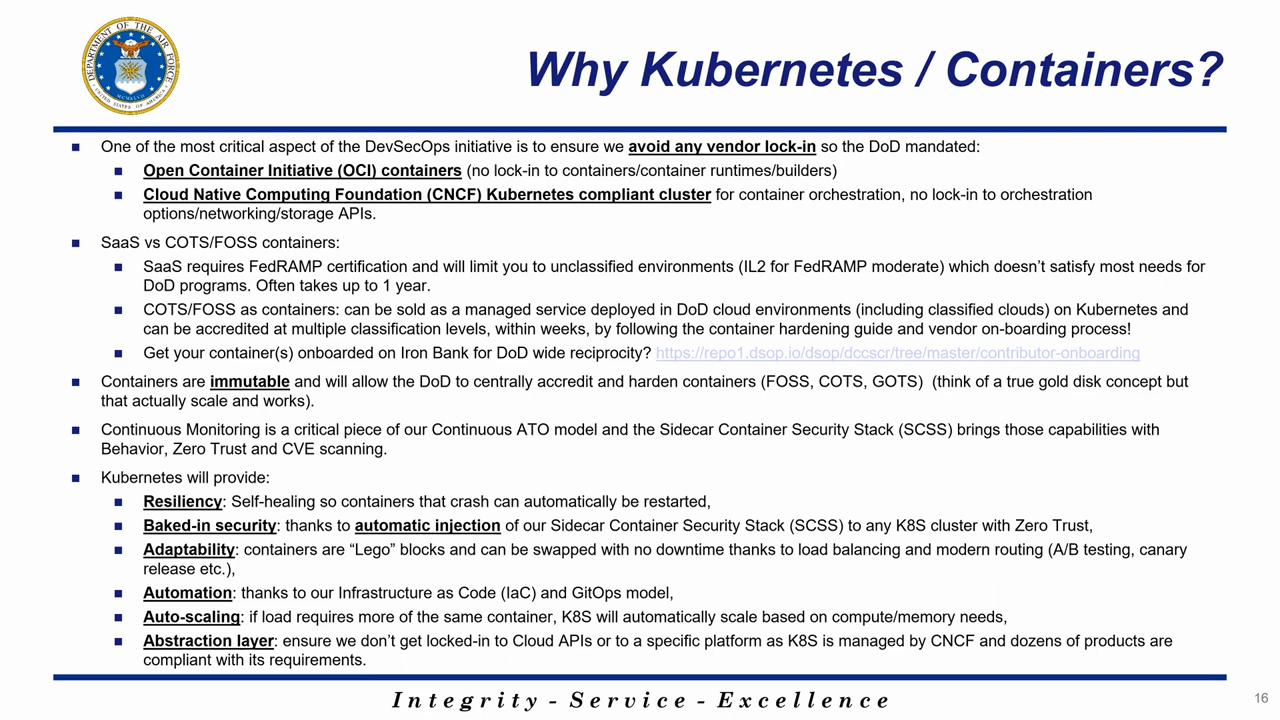 DEPARTMENT OF THE AIR FORCE
MCMXLVII
UNITED STATES OF AMERICA
Why Kubernetes / Containers?
One of the most critical aspect of the DevSecOps initiative is to ensure we avoid any vendor lock-in so the DoD mandated:
Open Container Initiative (OCI) containers (no lock-in to containers/container runtimes/builders)
Cloud Native Computing Foundation (CNCF) Kubernetes compliant cluster for container orchestration, no lock-in to orchestration
options/networking/storage APIs.
SaaS vs COTS/FOSS containers:
SaaS requires FedRAMP certification and will limit you to unclassified environments (IL2 for FedRAMP moderate) which doesn't satisfy most needs for
DoD programs. Often takes up to 1 year.
COTS/FOSS as containers: can be sold as a managed service deployed in DoD cloud environments (including classified clouds) on Kubernetes and
can be accredited at multiple classification levels, within weeks, by following the container hardening guide and vendor on-boarding process!
Get your container(s) onboarded on Iron Bank for DoD wide reciprocity? https://repo1.dsop.io/dsop/dccscr/tree/master/contributor-onboarding
Containers are immutable and will allow the DoD to centrally accredit and harden containers (FOSS, COTS, GOTS) (think of a true gold disk concept but
that actually scale and works).
Continuous Monitoring is a critical piece of our Continuous ATO model and the Sidecar Container Security Stack (SCSS) brings those capabilities with
Behavior, Zero Trust and CVE scanning.
Kubernetes will provide:
Resiliency: Self-healing so containers that crash can automatically be restarted,
Baked-in security: thanks to automatic injection of our Sidecar Container Security Stack (SCSS) to any K8S cluster with Zero Trust,
Adaptability: containers are “Lego” blocks and can be swapped with no downtime thanks to load balancing and modern routing (A/B testing, canary
release etc.),
Automation: thanks to our Infrastructure as Code (IaC) and GitOps model,
Auto-scaling: if load requires more of the same container, K8S will automatically scale based on compute/memory needs,
Abstraction layer: ensure we don't get locked-in to Cloud APIs or to a specific platform as K8S is managed by CNCF and dozens of products are
compliant with its requirements.
Integrity - Service - Excellence
16